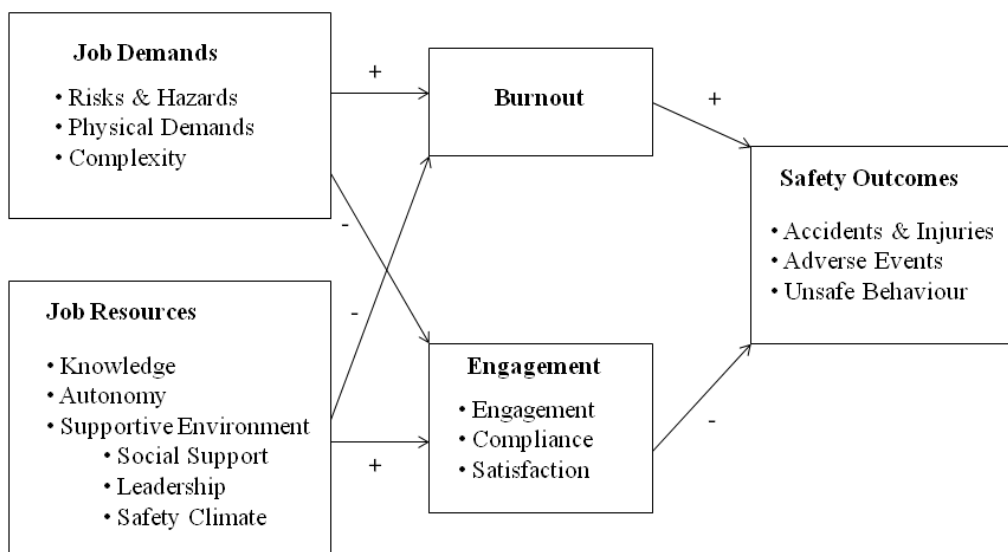 Job Demands
• Risks & Hazards
• Physical Demands
• Complexity
+
Burnout
+
-
Safety Outcomes
• Accidents & Injuries
• Adverse Events
• Unsafe Behaviour
Job Resources
• Knowledge
• Autonomy
• Supportive Environment
• Social Support
• Leadership
• Safety Climate
-
+
Engagement
• Engagement
• Compliance
• Satisfaction
-